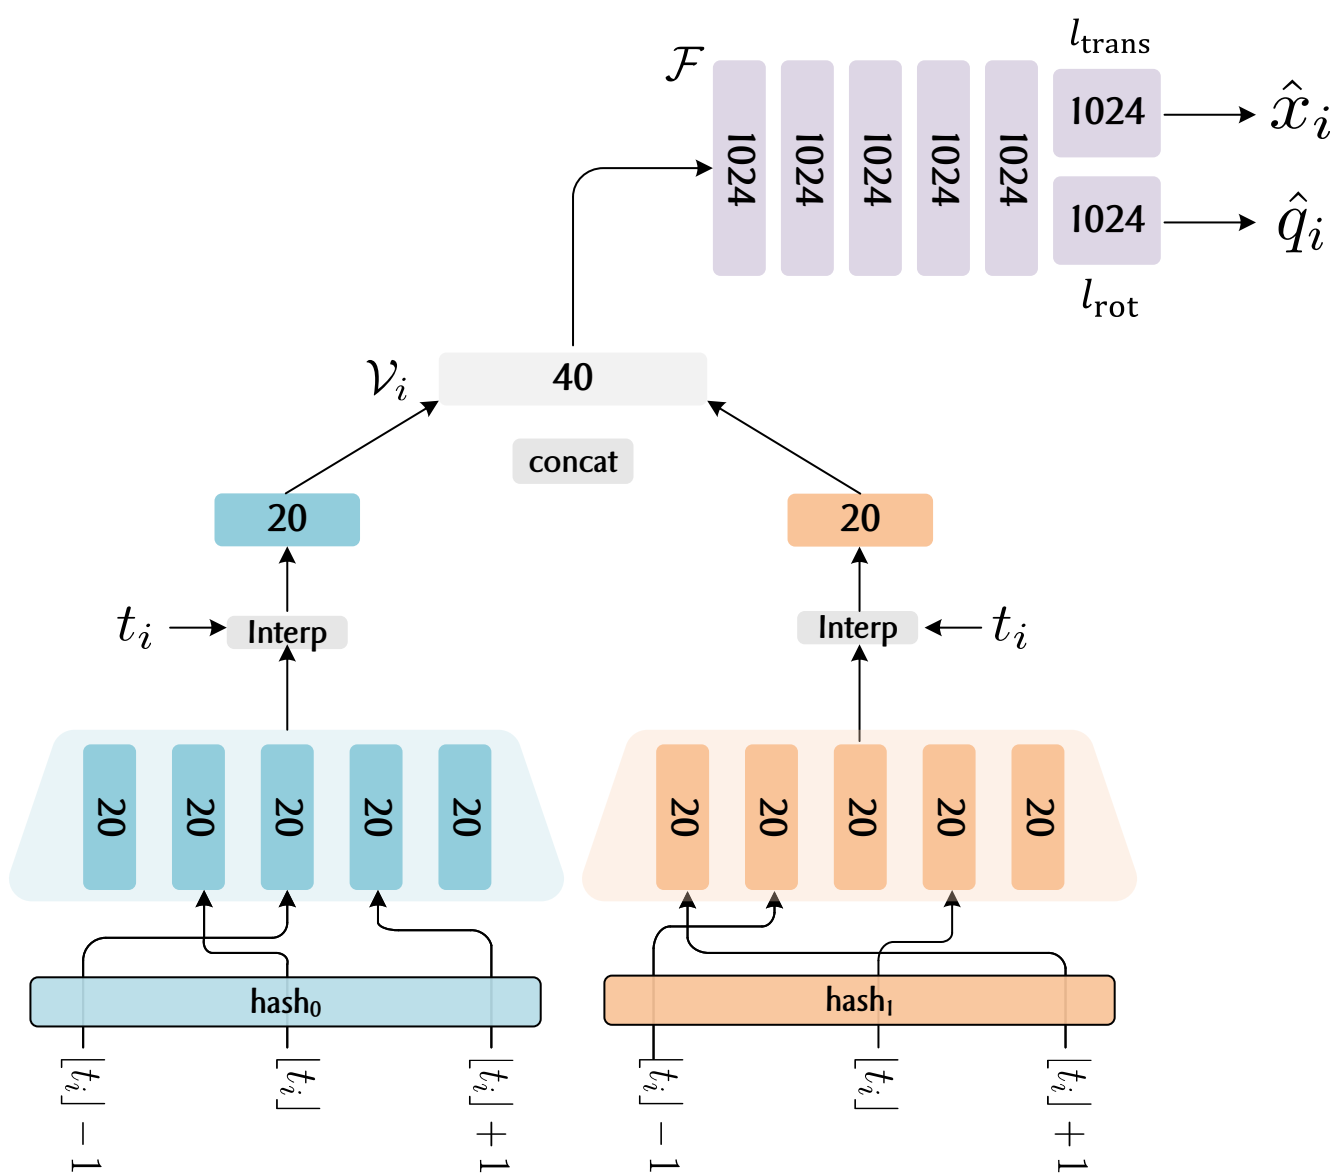 l_trans
𝓕
1024 1024 1024 1024 1024 1024 x̂_i
1024 q̂_i
l_rot
𝒱_i 40
concat
20 20
t_i Interp Interp t_i
20 20 20 20 20 20 20 20 20 20
hash₀ hash₁
⌊t_i⌋ − 1 ⌊t_i⌋ ⌊t_i⌋ + 1 ⌊t_i⌋ − 1 ⌊t_i⌋ ⌊t_i⌋ + 1